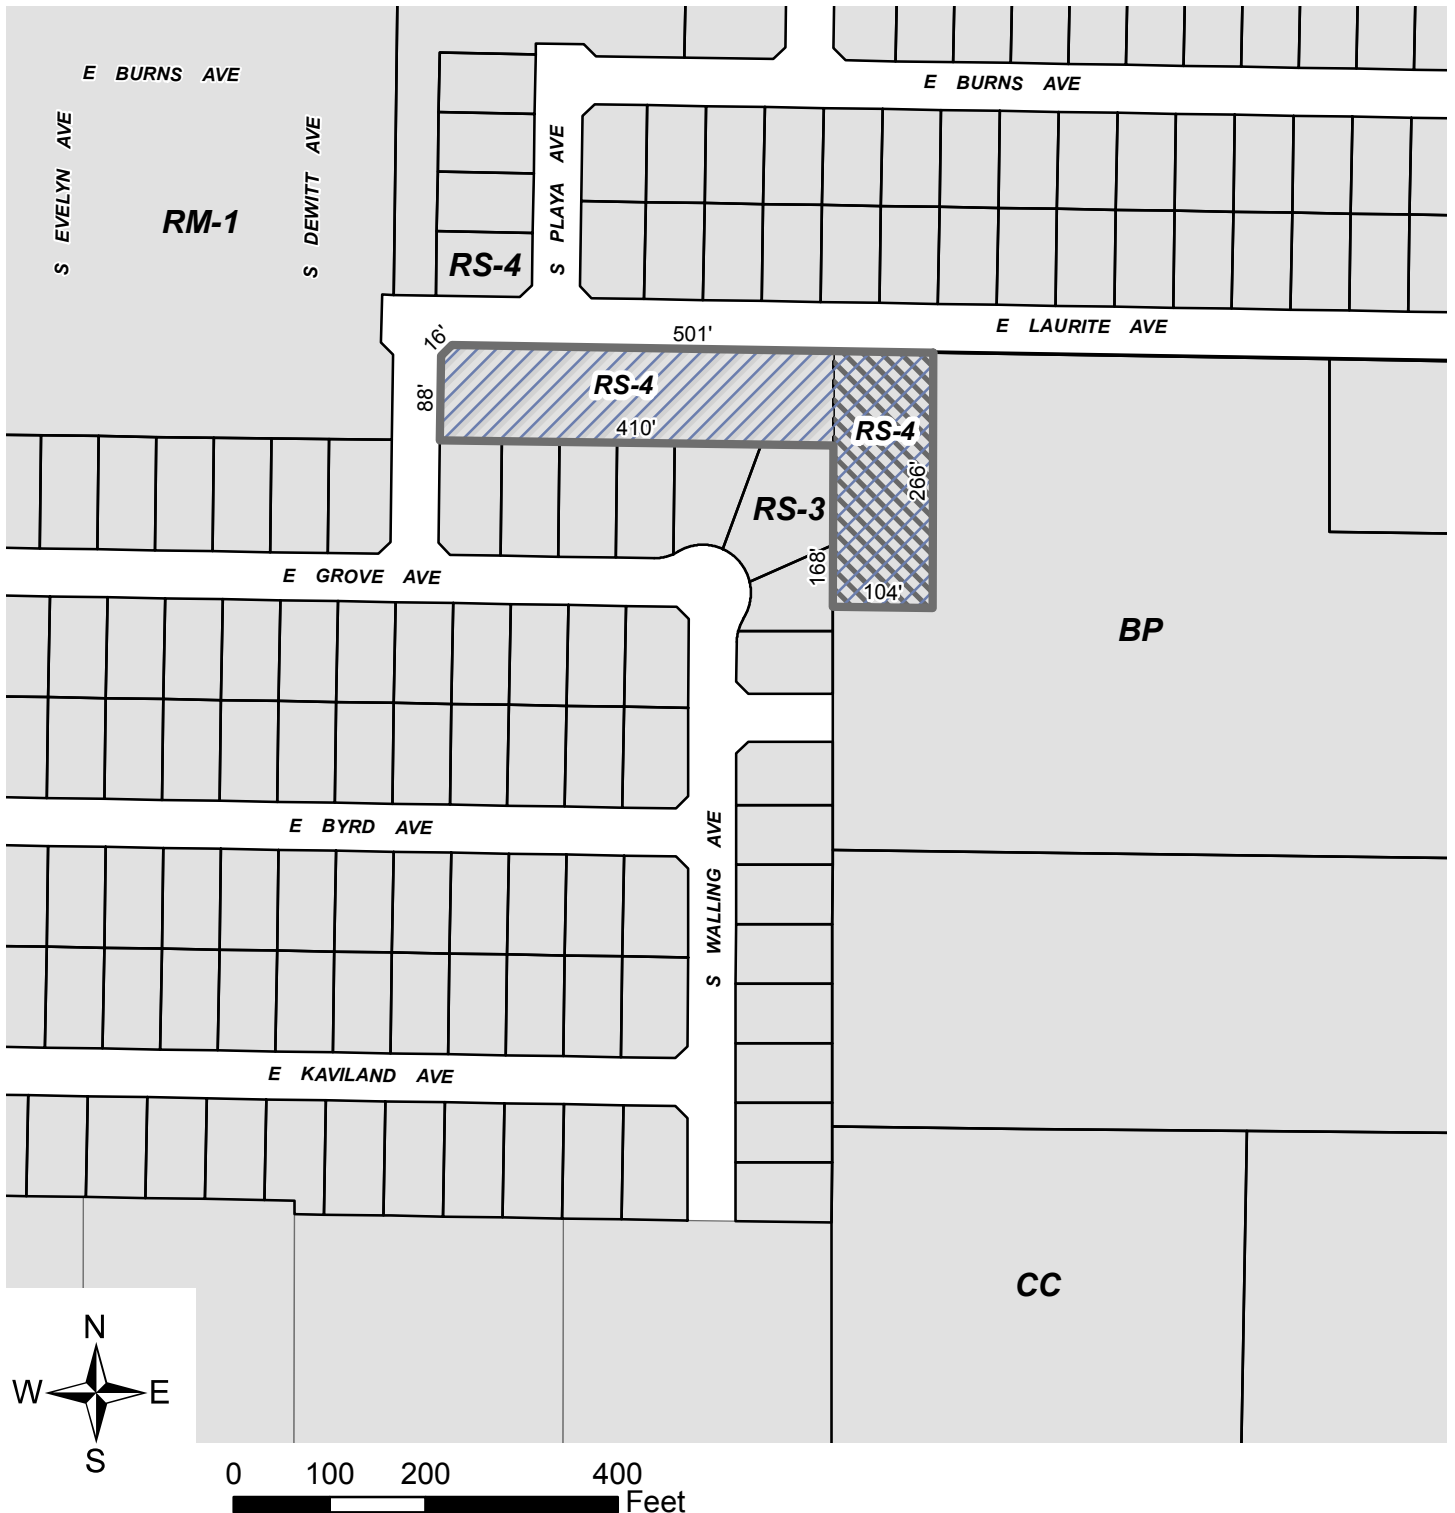 E BURNS AVE
E BURNS AVE
S EVELYN AVE
S DEWITT AVE
S PLAYA AVE
RM-1
RS-4
E LAURITE AVE
16'
501'
RS-4
88'
410'
RS-4
266'
RS-3
168'
104'
E GROVE AVE
BP
E BYRD AVE
S WALLING AVE
E KAVILAND AVE
CC
N
W E
S
0 100 200 400
Feet